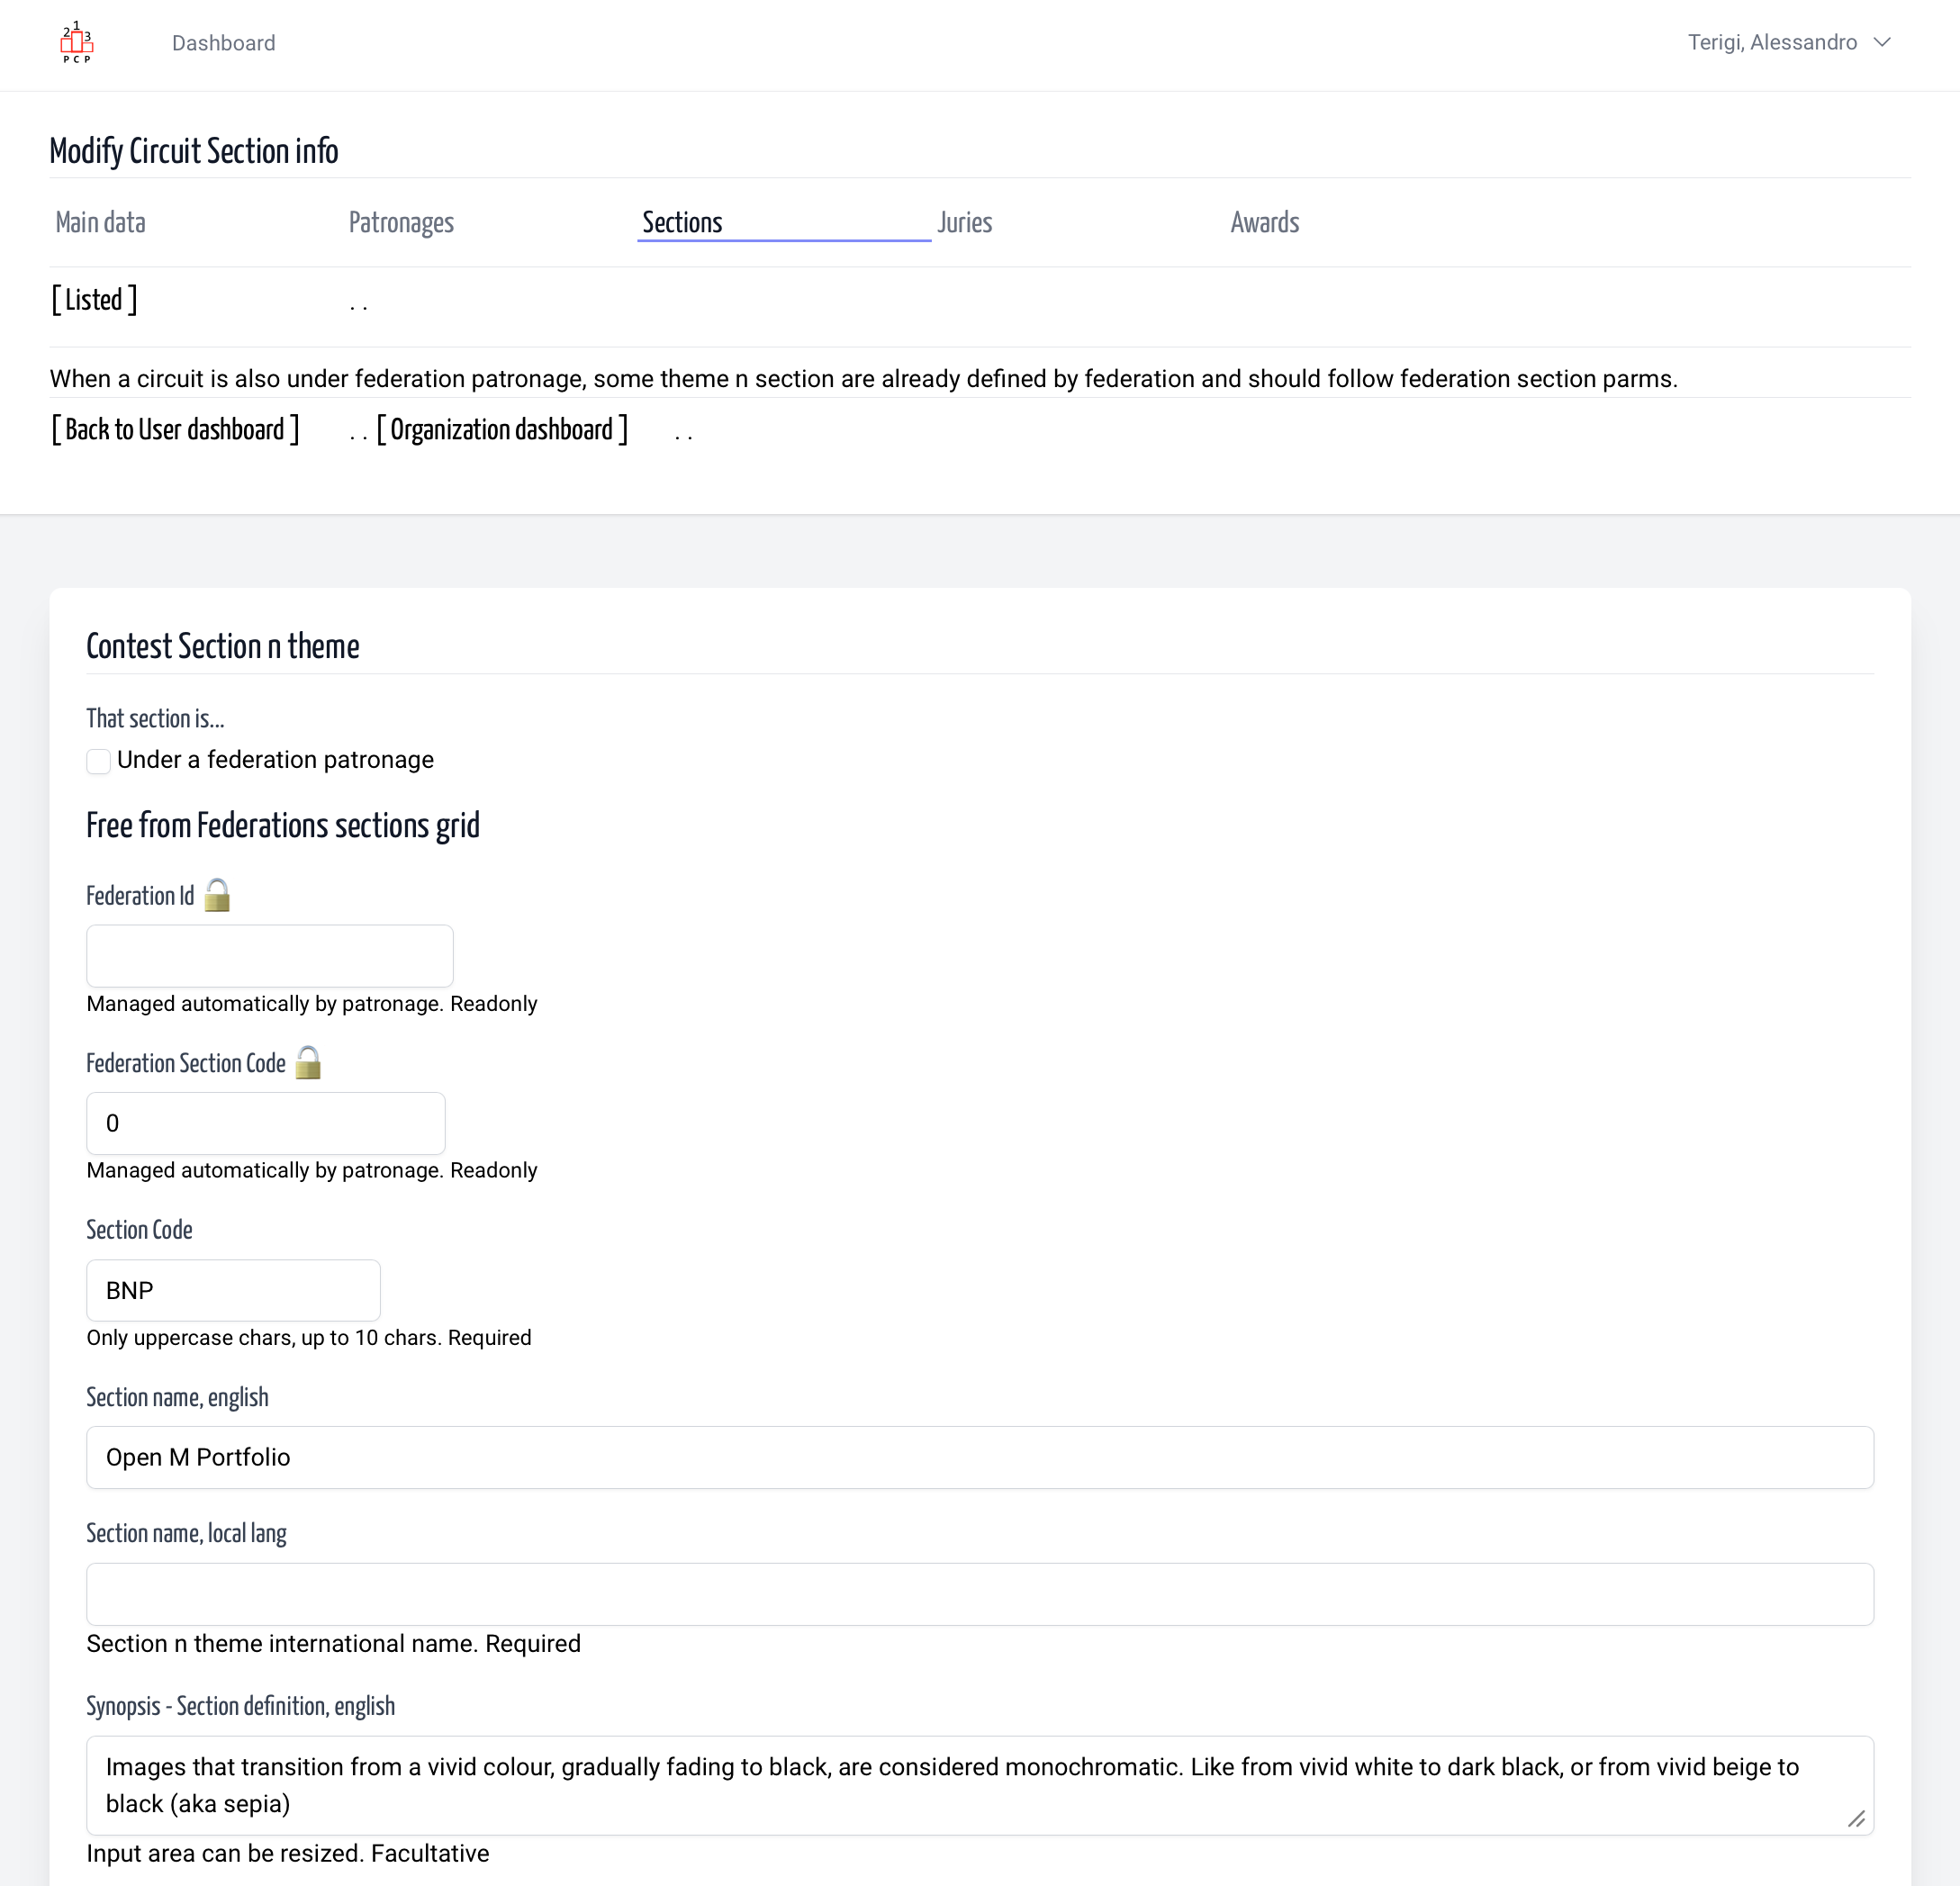 2 1 3
P C P
Dashboard
Terigi, Alessandro
Modify Circuit Section info
Main data
Patronages
Sections
Juries
Awards
[ Listed ]
. .
When a circuit is also under federation patronage, some theme n section are already defined by federation and should follow federation section parms.
[ Back to User dashboard ] . . [ Organization dashboard ] . .
Contest Section n theme
That section is...
Under a federation patronage
Free from Federations sections grid
Federation Id
Managed automatically by patronage. Readonly
Federation Section Code
0
Managed automatically by patronage. Readonly
Section Code
BNP
Only uppercase chars, up to 10 chars. Required
Section name, english
Open M Portfolio
Section name, local lang
Section n theme international name. Required
Synopsis - Section definition, english
Images that transition from a vivid colour, gradually fading to black, are considered monochromatic. Like from vivid white to dark black, or from vivid beige to
black (aka sepia)
Input area can be resized. Facultative